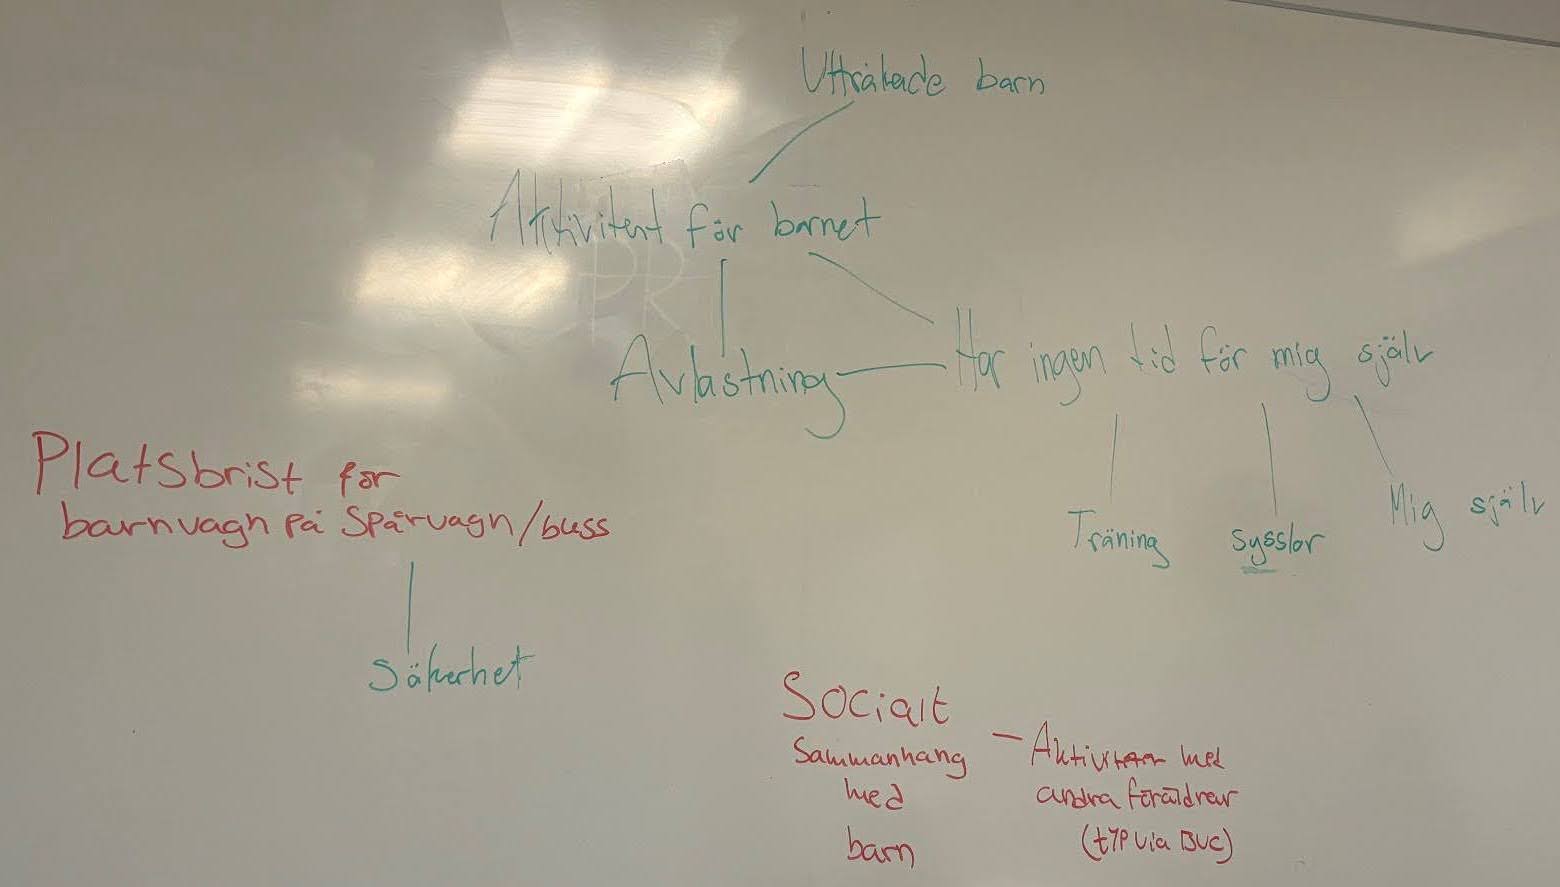 Uttråkade barn
Aktivitent för barnet
Avlastning
Har ingen tid för mig själv
Träning
sysslor
Mig själv
Platsbrist för
barnvagn på Spårvagn/buss
Säkerhet
Socialt
Sammanhang
med
barn
- Aktiviteter med
andra föräldrar
(typ via BVC)